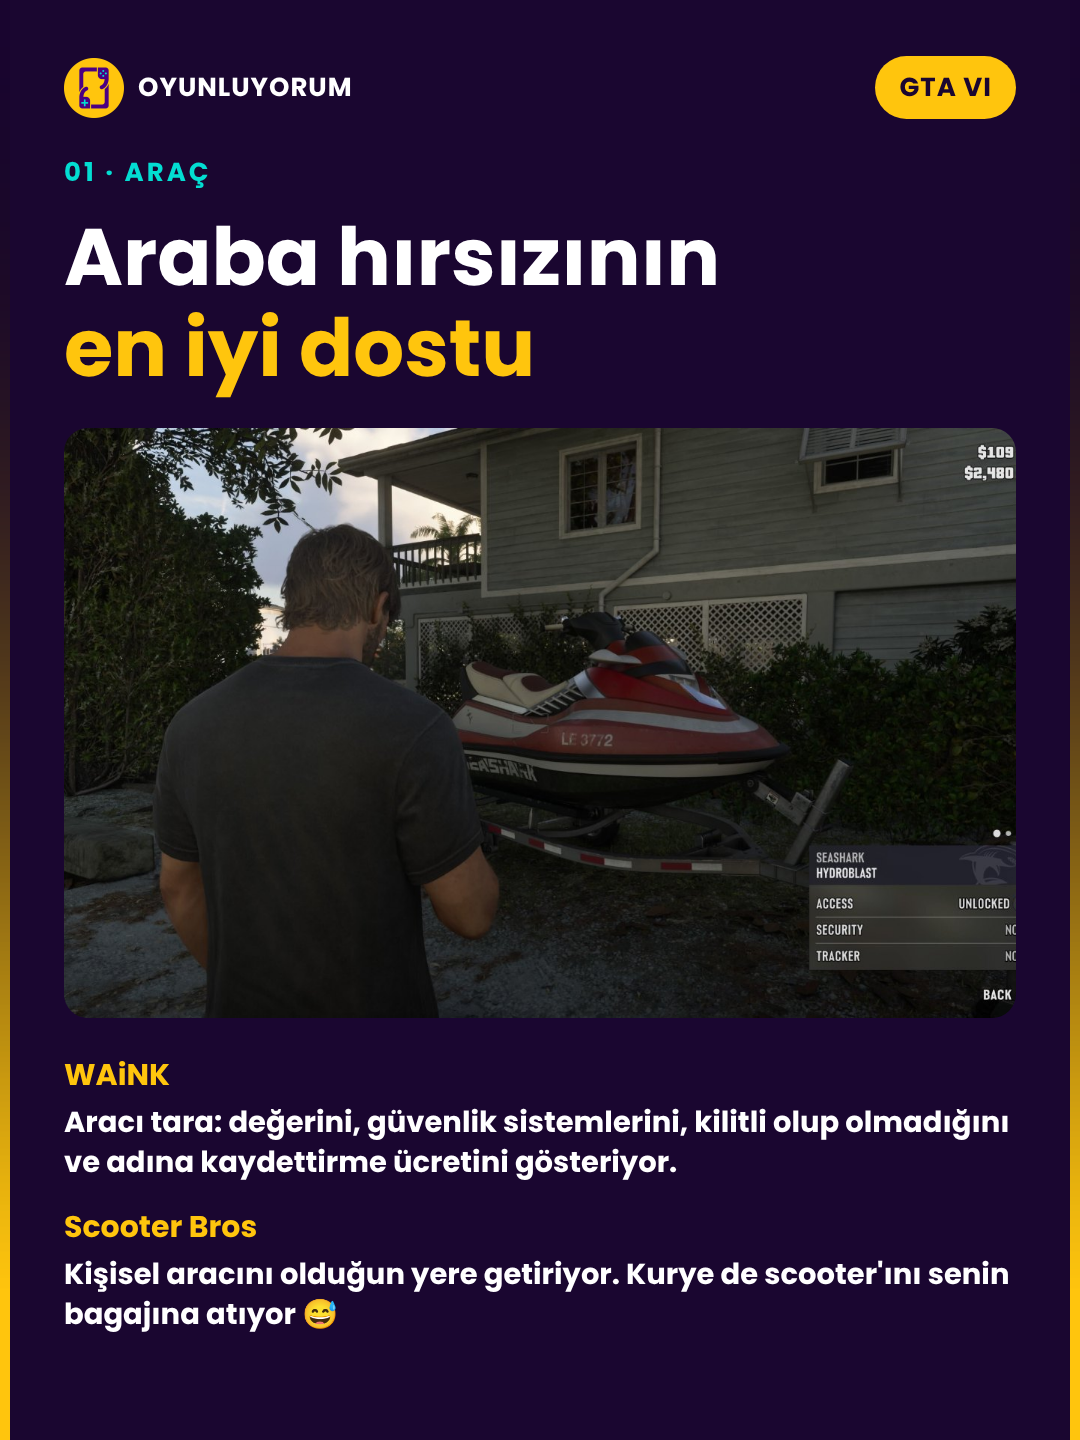 OYUNLUYORUM
GTA VI
01 · ARAÇ
Araba hırsızının
en iyi dostu
$109
$2,480
LE 3772
SEASHARK
SEASHARK
HYDROBLAST
ACCESS UNLOCKED
SECURITY
TRACKER
BACK
WAiNK
Aracı tara: değerini, güvenlik sistemlerini, kilitli olup olmadığını
ve adına kaydettirme ücretini gösteriyor.
Scooter Bros
Kişisel aracını olduğun yere getiriyor. Kurye de scooter'ını senin
bagajına atıyor 😅